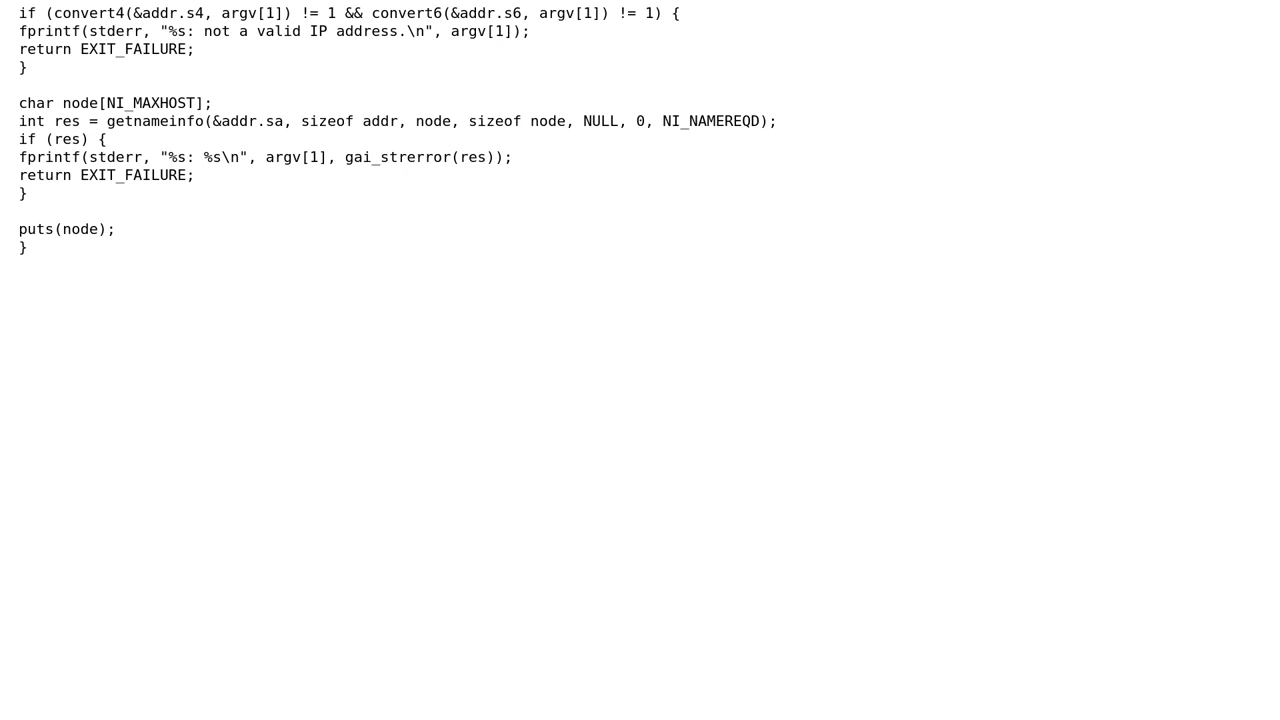 if (convert4(&addr.s4, argv[1]) != 1 && convert6(&addr.s6, argv[1]) != 1) {
fprintf(stderr, "%s: not a valid IP address.\n", argv[1]);
return EXIT_FAILURE;
}

char node[NI_MAXHOST];
int res = getnameinfo(&addr.sa, sizeof addr, node, sizeof node, NULL, 0, NI_NAMEREQD);
if (res) {
fprintf(stderr, "%s: %s\n", argv[1], gai_strerror(res));
return EXIT_FAILURE;
}

puts(node);
}